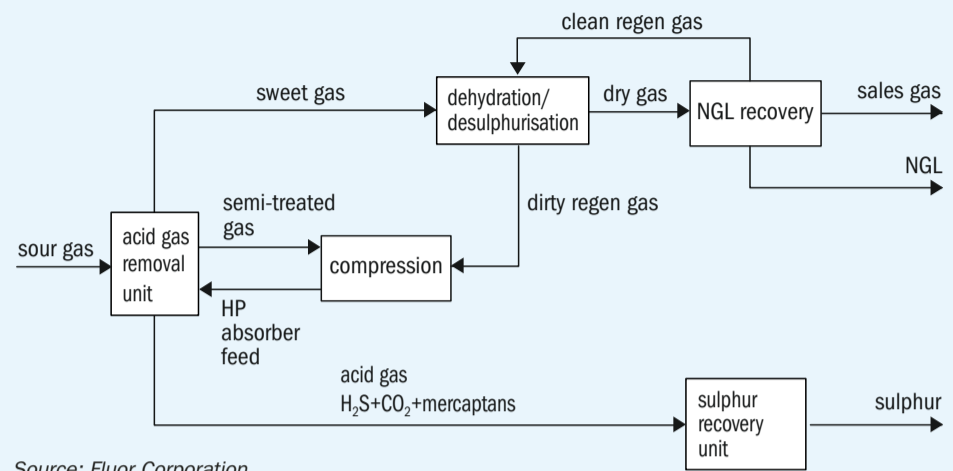 clean regen gas
sweet gas
dehydration/
desulphurisation
dry gas
NGL recovery
sales gas
NGL
semi-treated
gas
dirty regen gas
sour gas
acid gas
removal
unit
compression
HP
absorber
feed
acid gas
H₂S+CO₂+mercaptans
sulphur
recovery
unit
sulphur
Source: Fluor Corporation